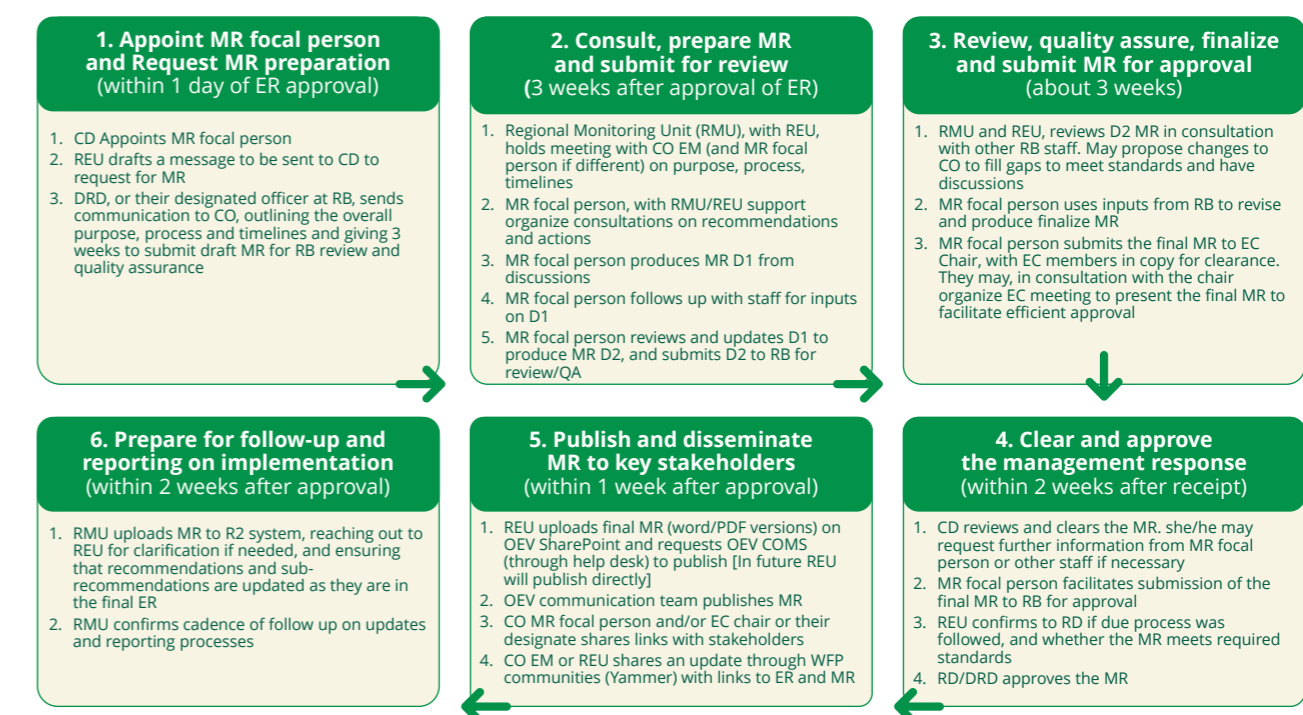 1. Appoint MR focal person
and Request MR preparation
(within 1 day of ER approval)
1. CD Appoints MR focal person
2. REU drafts a message to be sent to CD to
request for MR
3. DRD, or their designated officer at RB, sends
communication to CO, outlining the overall
purpose, process and timelines and giving 3
weeks to submit draft MR for RB review and
quality assurance
2. Consult, prepare MR
and submit for review
(3 weeks after approval of ER)
1. Regional Monitoring Unit (RMU), with REU,
holds meeting with CO EM (and MR focal
person if different) on purpose, process,
timelines
2. MR focal person, with RMU/REU support
organize consultations on recommendations
and actions
3. MR focal person produces MR D1 from
discussions
4. MR focal person follows up with staff for inputs
on D1
5. MR focal person reviews and updates D1 to
produce MR D2, and submits D2 to RB for
review/QA
3. Review, quality assure, finalize
and submit MR for approval
(about 3 weeks)
1. RMU and REU, reviews D2 MR in consultation
with other RB staff. May propose changes to
CO to fill gaps to meet standards and have
discussions
2. MR focal person uses inputs from RB to revise
and produce finalize MR
3. MR focal person submits the final MR to EC
Chair, with EC members in copy for clearance.
They may, in consultation with the chair
organize EC meeting to present the final MR to
facilitate efficient approval
6. Prepare for follow-up and
reporting on implementation
(within 2 weeks after approval)
1. RMU uploads MR to R2 system, reaching out to
REU for clarification if needed, and ensuring
that recommendations and sub-
recommendations are updated as they are in
the final ER
2. RMU confirms cadence of follow up on updates
and reporting processes
5. Publish and disseminate
MR to key stakeholders
(within 1 week after approval)
1. REU uploads final MR (word/PDF versions) on
OEV SharePoint and requests OEV COMS
(through help desk) to publish [In future REU
will publish directly]
2. OEV communication team publishes MR
3. CO MR focal person and/or EC chair or their
designate shares links with stakeholders
4. CO EM or REU shares an update through WFP
communities (Yammer) with links to ER and MR
4. Clear and approve
the management response
(within 2 weeks after receipt)
1. CD reviews and clears the MR. she/he may
request further information from MR focal
person or other staff if necessary
2. MR focal person facilitates submission of the
final MR to RB for approval
3. REU confirms to RD if due process was
followed, and whether the MR meets required
standards
4. RD/DRD approves the MR